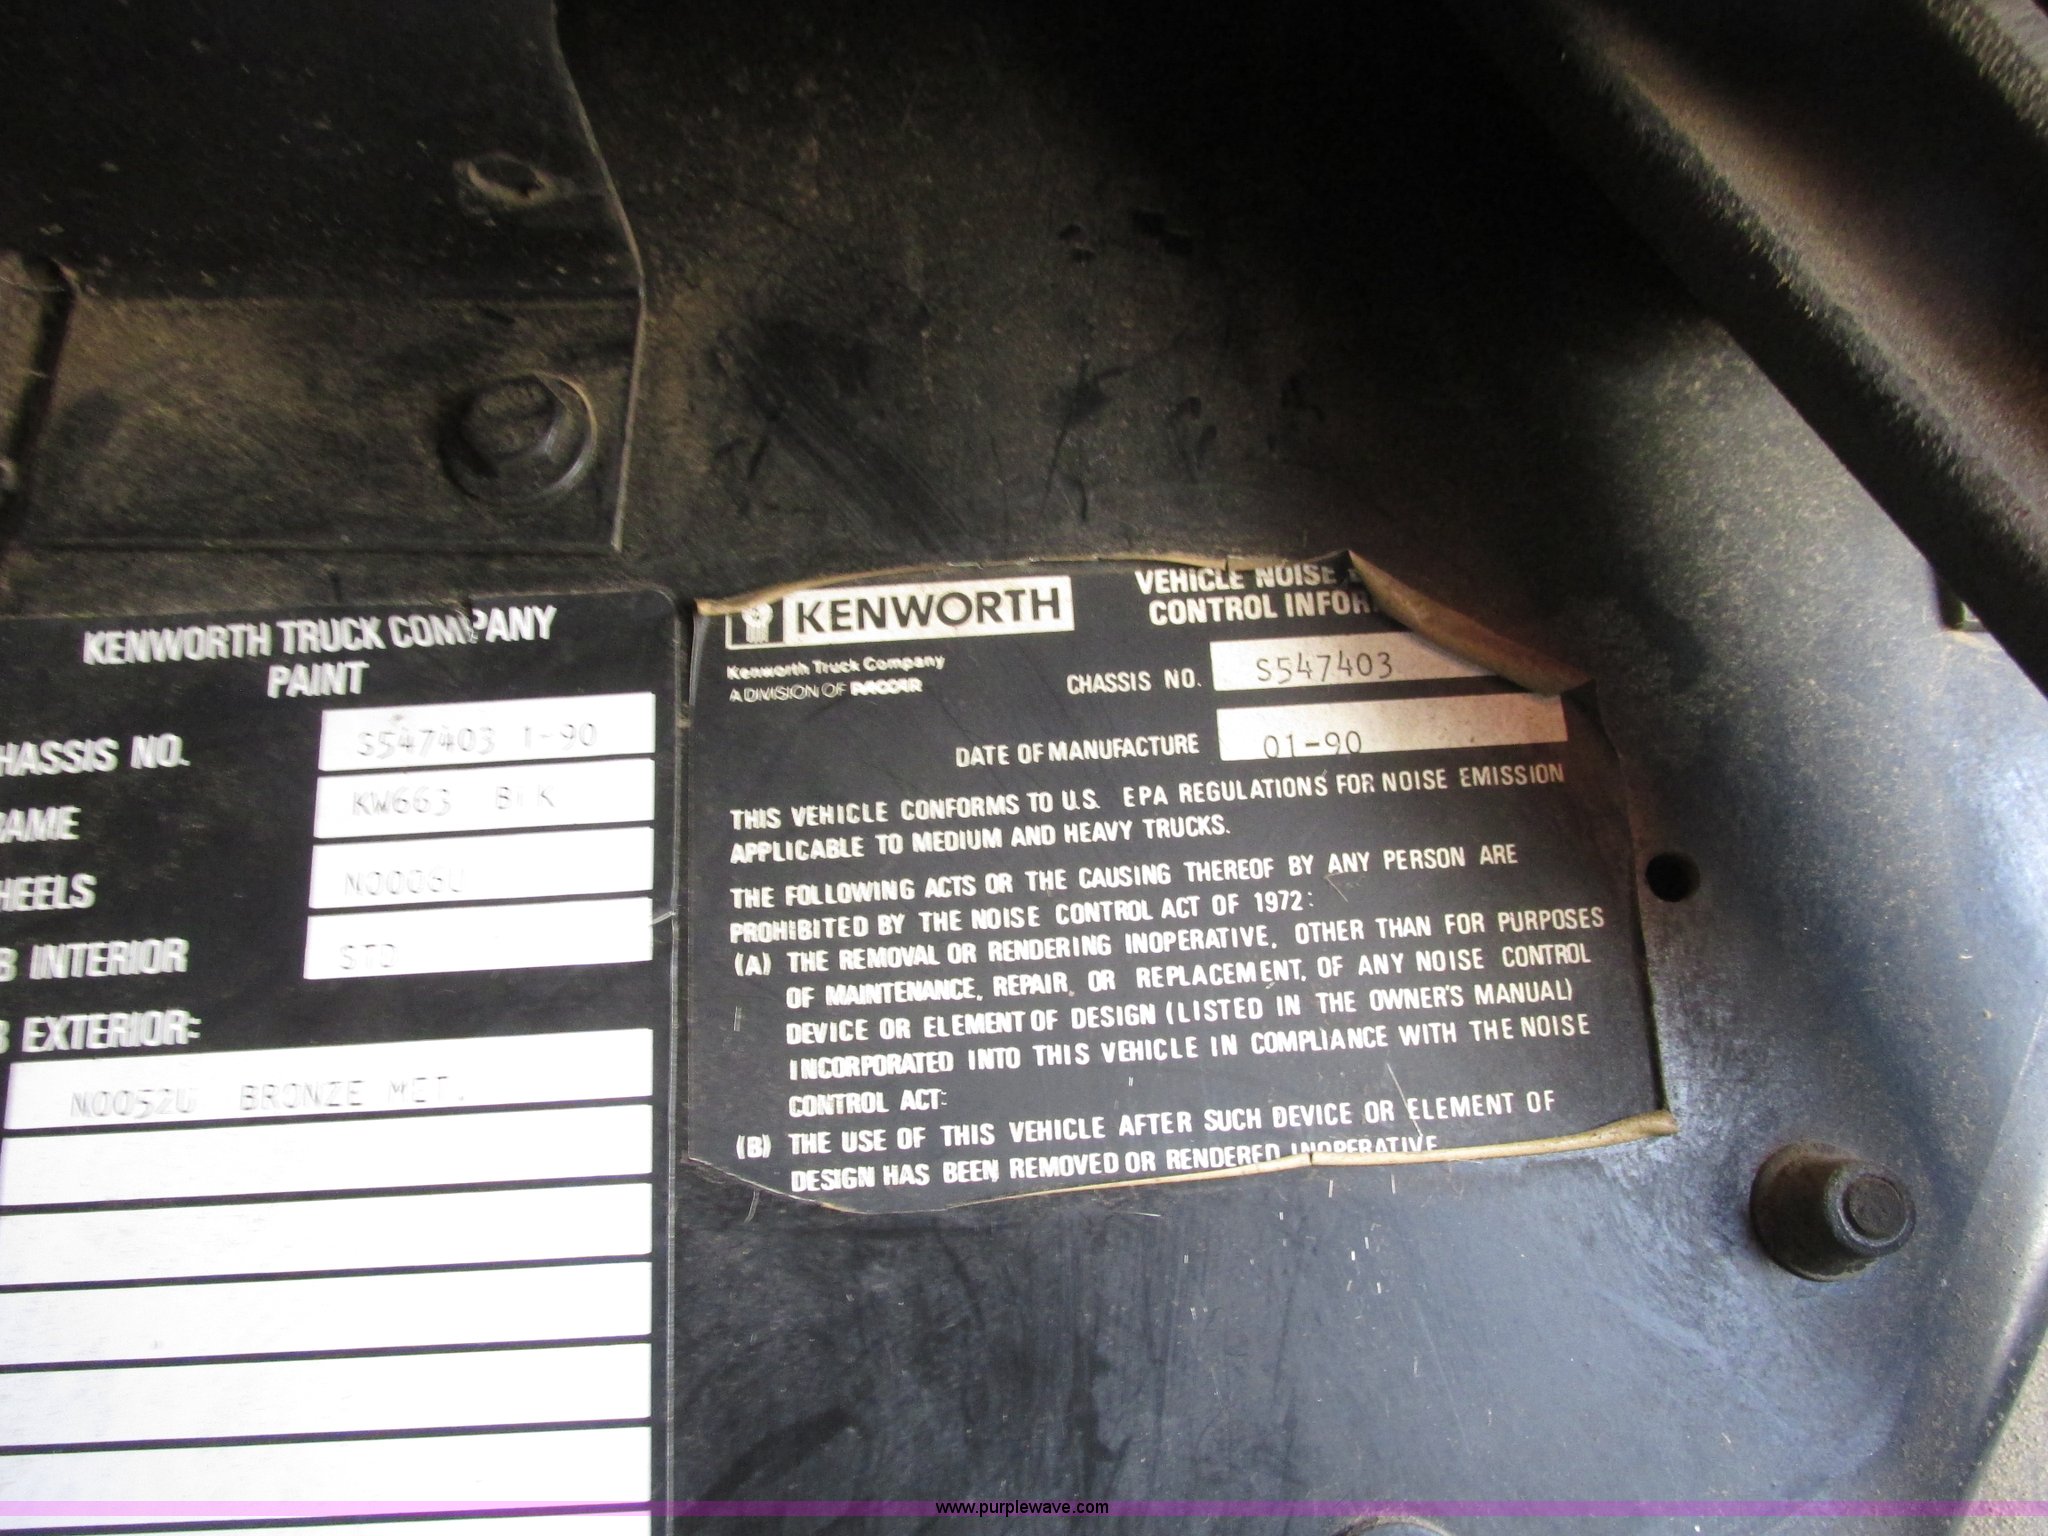 KENWORTH TRUCK COMPANY
PAINT
HASSIS NO. S547403 1-90
RAME KW663 BLK
HEELS N0006U
B INTERIOR STD
B EXTERIOR:
N0052U BRONZE MET.
KENWORTH
Kenworth Truck Company
A DIVISION OF PACCAR
VEHICLE NOISE
CONTROL INFOR
CHASSIS NO. S547403
DATE OF MANUFACTURE 01-90
THIS VEHICLE CONFORMS TO U.S. EPA REGULATIONS FOR NOISE EMISSION
APPLICABLE TO MEDIUM AND HEAVY TRUCKS.
THE FOLLOWING ACTS OR THE CAUSING THEREOF BY ANY PERSON ARE
PROHIBITED BY THE NOISE CONTROL ACT OF 1972:
(A) THE REMOVAL OR RENDERING INOPERATIVE, OTHER THAN FOR PURPOSES
OF MAINTENANCE, REPAIR, OR REPLACEMENT, OF ANY NOISE CONTROL
DEVICE OR ELEMENT OF DESIGN (LISTED IN THE OWNER'S MANUAL)
INCORPORATED INTO THIS VEHICLE IN COMPLIANCE WITH THE NOISE
CONTROL ACT:
(B) THE USE OF THIS VEHICLE AFTER SUCH DEVICE OR ELEMENT OF
DESIGN HAS BEEN REMOVED OR RENDERED INOPERATIVE
www.purplewave.com